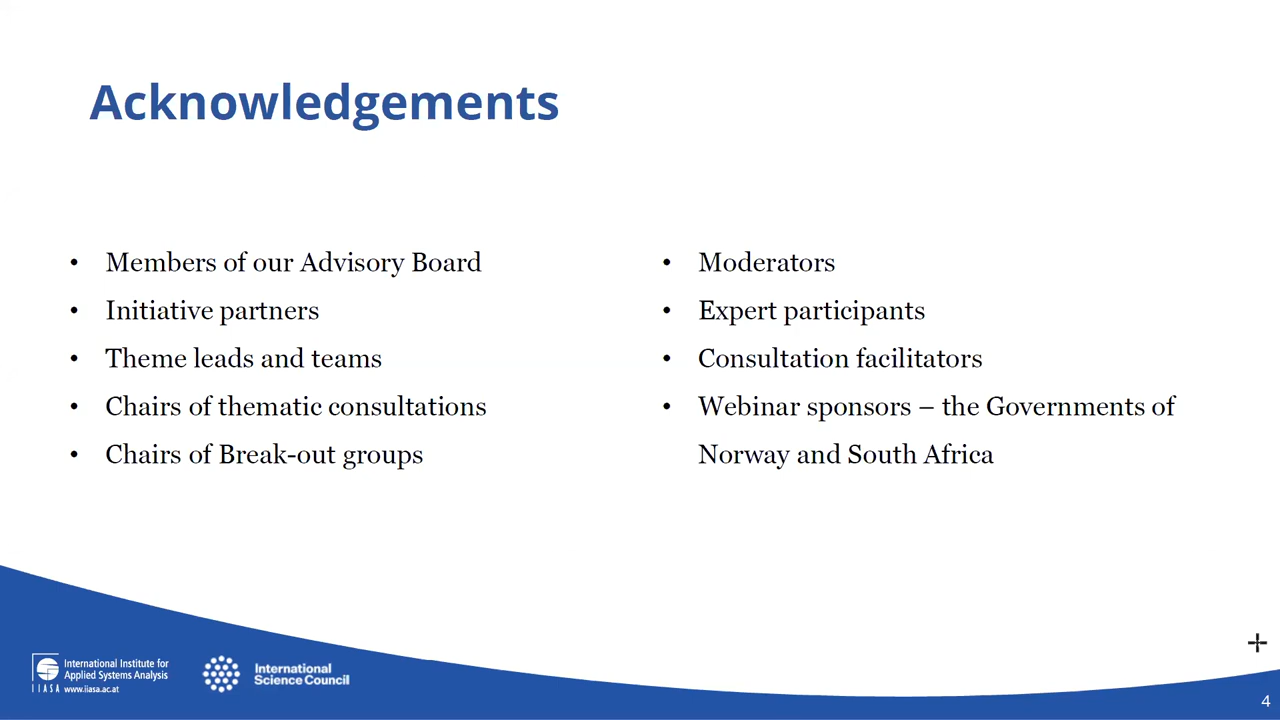 Acknowledgements
• Members of our Advisory Board
• Initiative partners
• Theme leads and teams
• Chairs of thematic consultations
• Chairs of Break-out groups
• Moderators
• Expert participants
• Consultation facilitators
• Webinar sponsors – the Governments of
Norway and South Africa
International Institute for
Applied Systems Analysis
IIASA www.iiasa.ac.at
International
Science Council
4